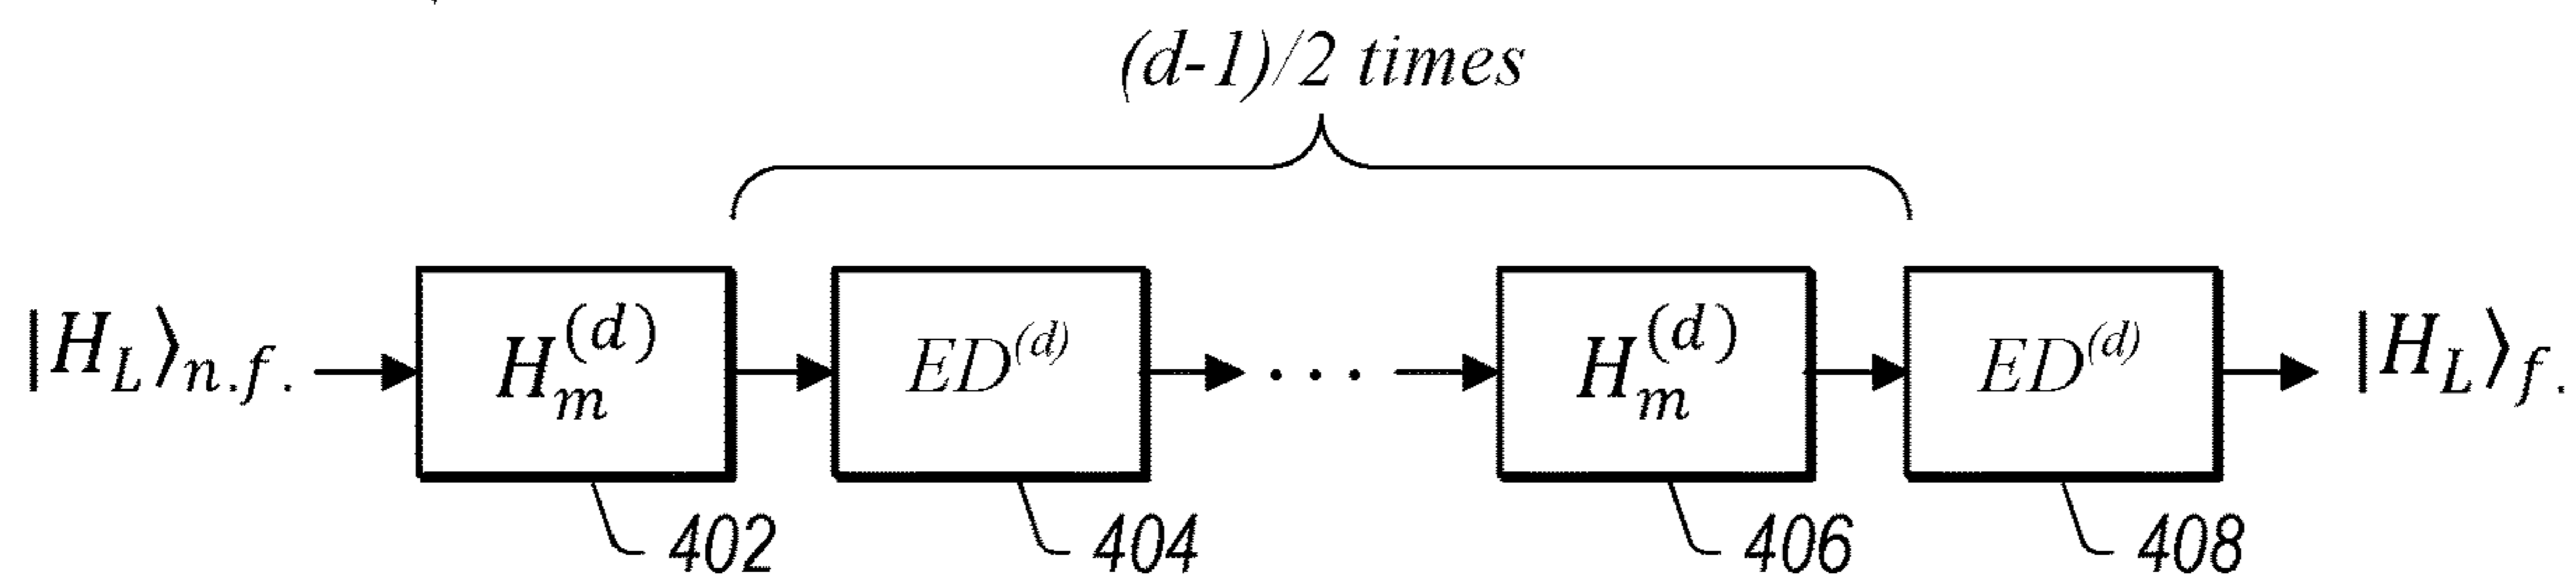 (d-1)/2 times
|H_L⟩_{n.f.} H_m^{(d)} ED^{(d)} ... H_m^{(d)} ED^{(d)} |H_L⟩_{f.}
402 404 406 408